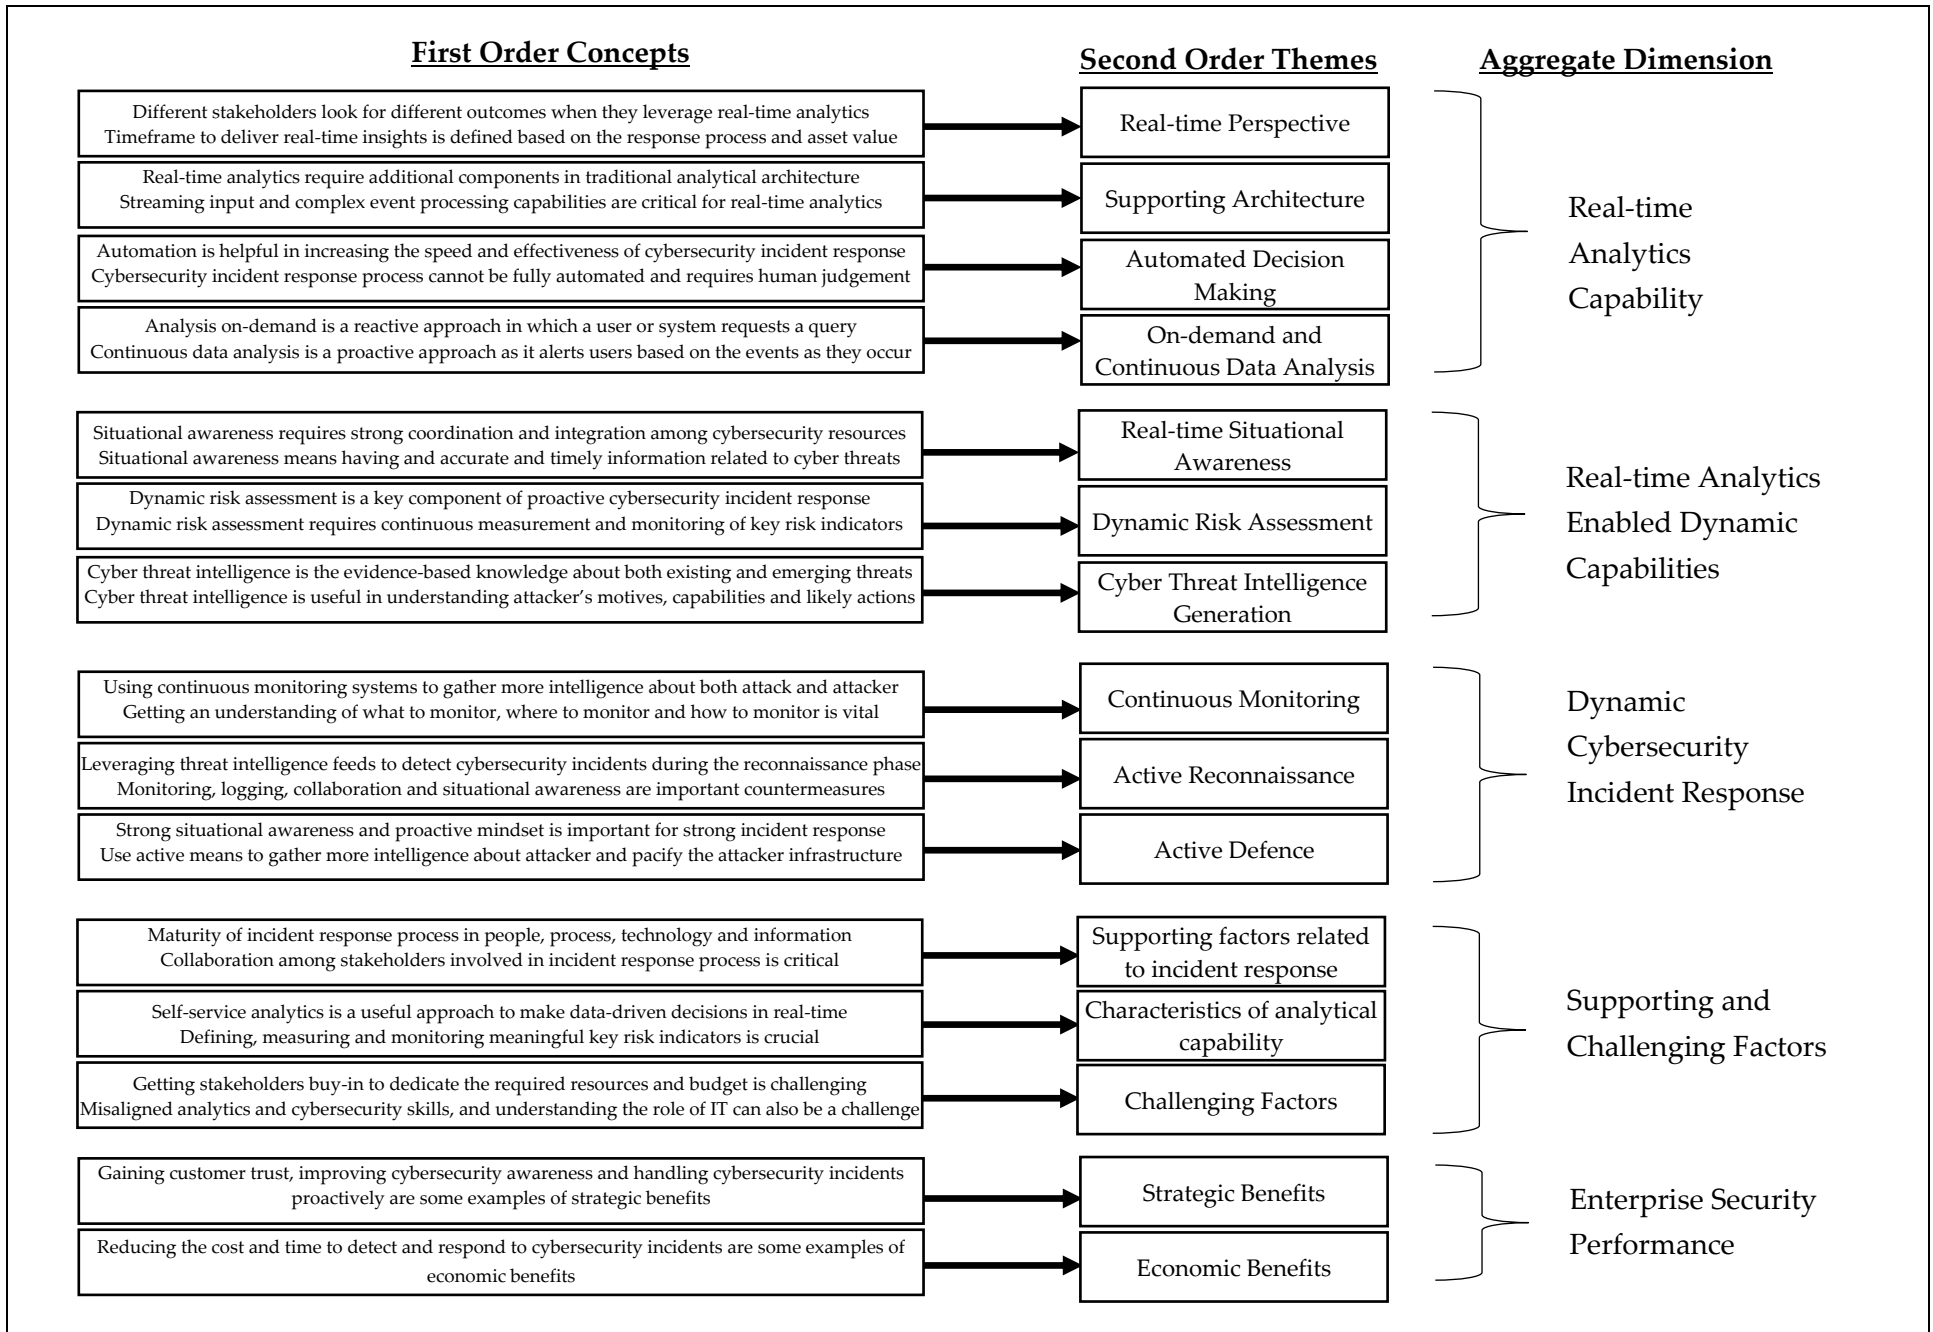 First Order Concepts
Second Order Themes
Aggregate Dimension
Different stakeholders look for different outcomes when they leverage real-time analytics
Timeframe to deliver real-time insights is defined based on the response process and asset value
Real-time Perspective
Real-time analytics require additional components in traditional analytical architecture
Streaming input and complex event processing capabilities are critical for real-time analytics
Supporting Architecture
Automation is helpful in increasing the speed and effectiveness of cybersecurity incident response
Cybersecurity incident response process cannot be fully automated and requires human judgement
Automated Decision
Making
Analysis on-demand is a reactive approach in which a user or system requests a query
Continuous data analysis is a proactive approach as it alerts users based on the events as they occur
On-demand and
Continuous Data Analysis
Real-time
Analytics
Capability
Situational awareness requires strong coordination and integration among cybersecurity resources
Situational awareness means having and accurate and timely information related to cyber threats
Real-time Situational
Awareness
Dynamic risk assessment is a key component of proactive cybersecurity incident response
Dynamic risk assessment requires continuous measurement and monitoring of key risk indicators
Dynamic Risk Assessment
Cyber threat intelligence is the evidence-based knowledge about both existing and emerging threats
Cyber threat intelligence is useful in understanding attacker's motives, capabilities and likely actions
Cyber Threat Intelligence
Generation
Real-time Analytics
Enabled Dynamic
Capabilities
Using continuous monitoring systems to gather more intelligence about both attack and attacker
Getting an understanding of what to monitor, where to monitor and how to monitor is vital
Continuous Monitoring
Leveraging threat intelligence feeds to detect cybersecurity incidents during the reconnaissance phase
Monitoring, logging, collaboration and situational awareness are important countermeasures
Active Reconnaissance
Strong situational awareness and proactive mindset is important for strong incident response
Use active means to gather more intelligence about attacker and pacify the attacker infrastructure
Active Defence
Dynamic
Cybersecurity
Incident Response
Maturity of incident response process in people, process, technology and information
Collaboration among stakeholders involved in incident response process is critical
Supporting factors related
to incident response
Self-service analytics is a useful approach to make data-driven decisions in real-time
Defining, measuring and monitoring meaningful key risk indicators is crucial
Characteristics of analytical
capability
Getting stakeholders buy-in to dedicate the required resources and budget is challenging
Misaligned analytics and cybersecurity skills, and understanding the role of IT can also be a challenge
Challenging Factors
Supporting and
Challenging Factors
Gaining customer trust, improving cybersecurity awareness and handling cybersecurity incidents
proactively are some examples of strategic benefits
Strategic Benefits
Reducing the cost and time to detect and respond to cybersecurity incidents are some examples of
economic benefits
Economic Benefits
Enterprise Security
Performance